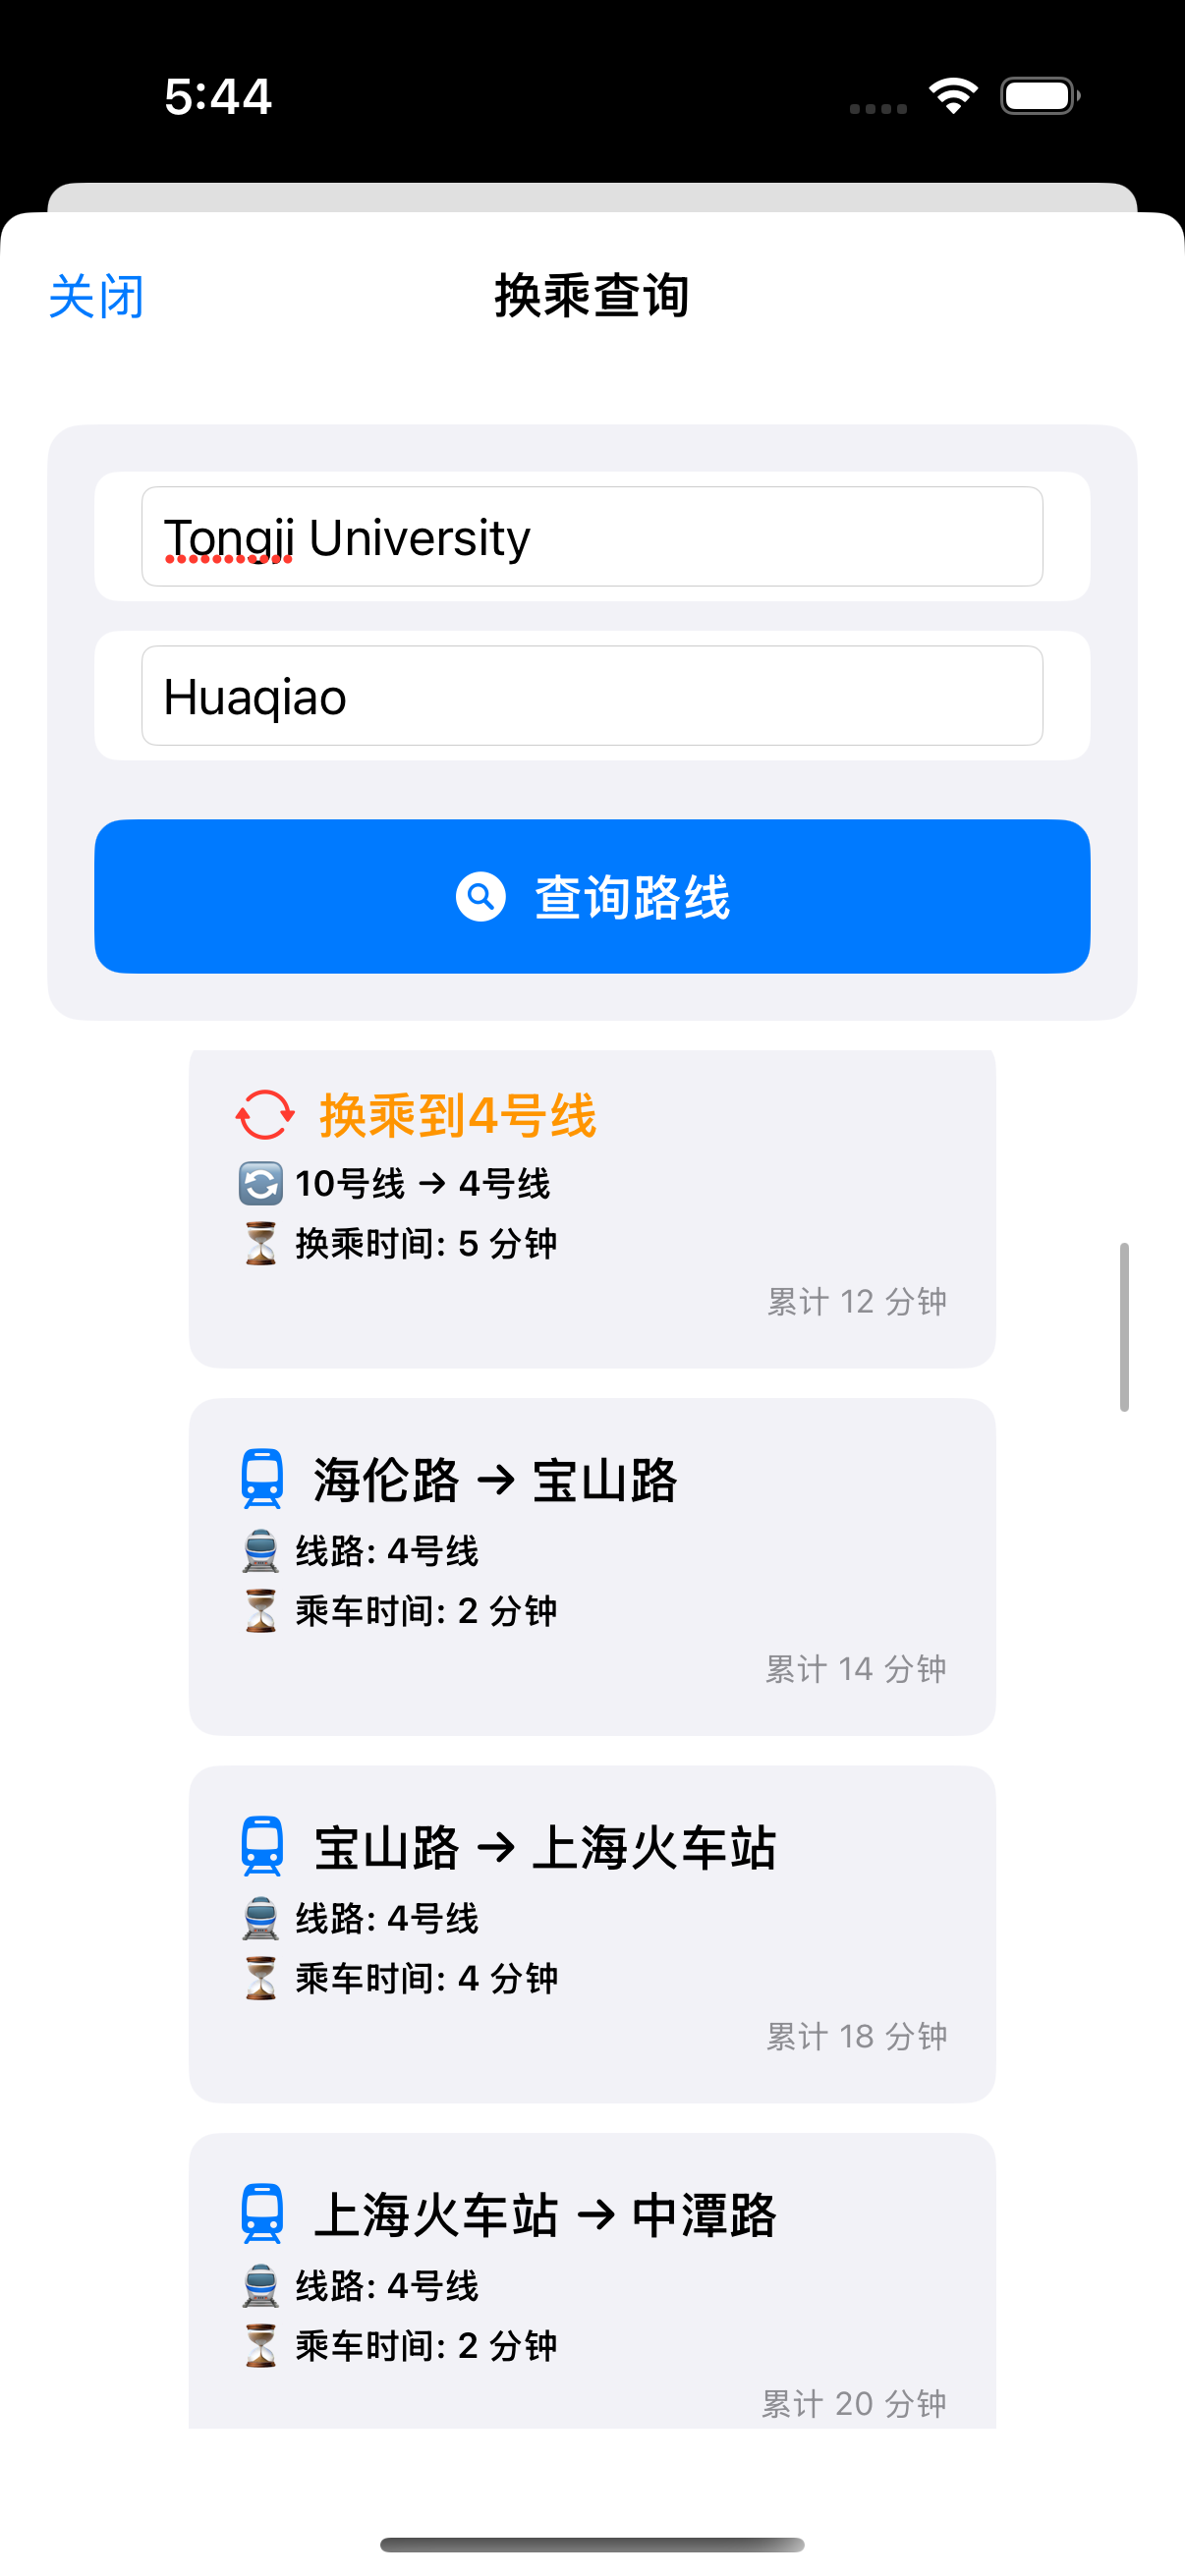 5:44
关闭 换乘查询
Tongji University
Huaqiao
查询路线
换乘到4号线
10号线 → 4号线
换乘时间: 5 分钟
累计 12 分钟
海伦路 → 宝山路
线路: 4号线
乘车时间: 2 分钟
累计 14 分钟
宝山路 → 上海火车站
线路: 4号线
乘车时间: 4 分钟
累计 18 分钟
上海火车站 → 中潭路
线路: 4号线
乘车时间: 2 分钟
累计 20 分钟